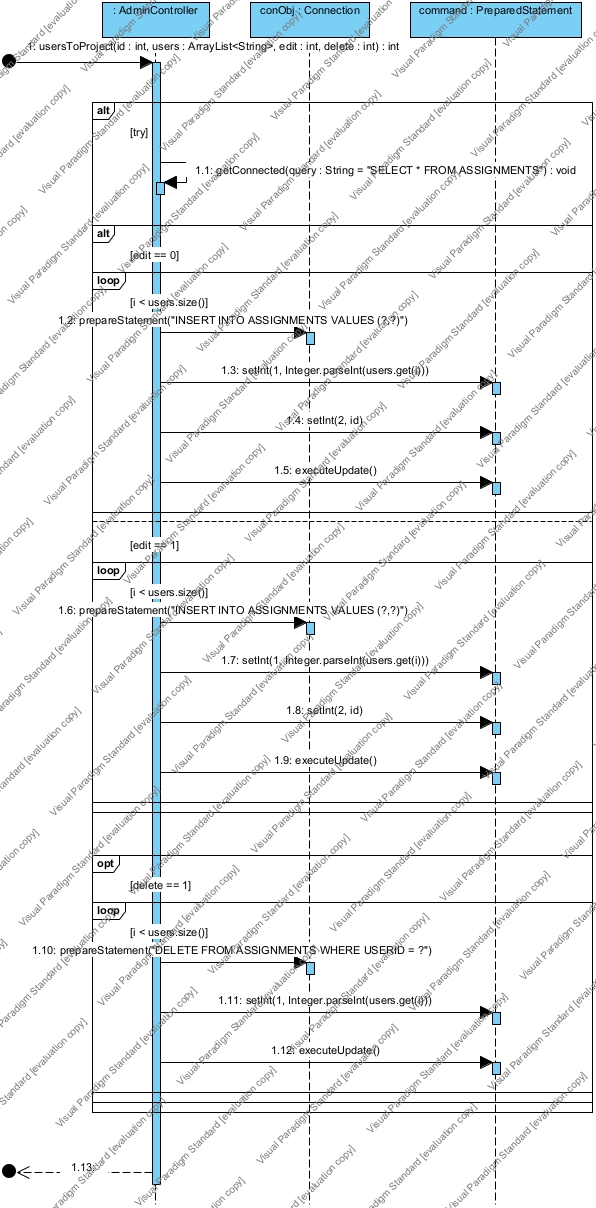 : AdminController
conObj : Connection
command : PreparedStatement
1: usersToProject(id : int, users : ArrayList<String>, edit : int, delete : int) : int
alt
[try]
1.1: getConnected(query : String = "SELECT * FROM ASSIGNMENTS") : void
alt
[edit == 0]
loop
[i < users.size()]
1.2: prepareStatement("INSERT INTO ASSIGNMENTS VALUES (?,?)")
1.3: setInt(1, Integer.parseInt(users.get(i)))
1.4: setInt(2, id)
1.5: executeUpdate()
[edit == 1]
loop
[i < users.size()]
1.6: prepareStatement("INSERT INTO ASSIGNMENTS VALUES (?,?)")
1.7: setInt(1, Integer.parseInt(users.get(i)))
1.8: setInt(2, id)
1.9: executeUpdate()
opt
[delete == 1]
loop
[i < users.size()]
1.10: prepareStatement("DELETE FROM ASSIGNMENTS WHERE USERID = ?")
1.11: setInt(1, Integer.parseInt(users.get(i)))
1.12: executeUpdate()
1.13:
Visual Paradigm Standard [evaluation copy]